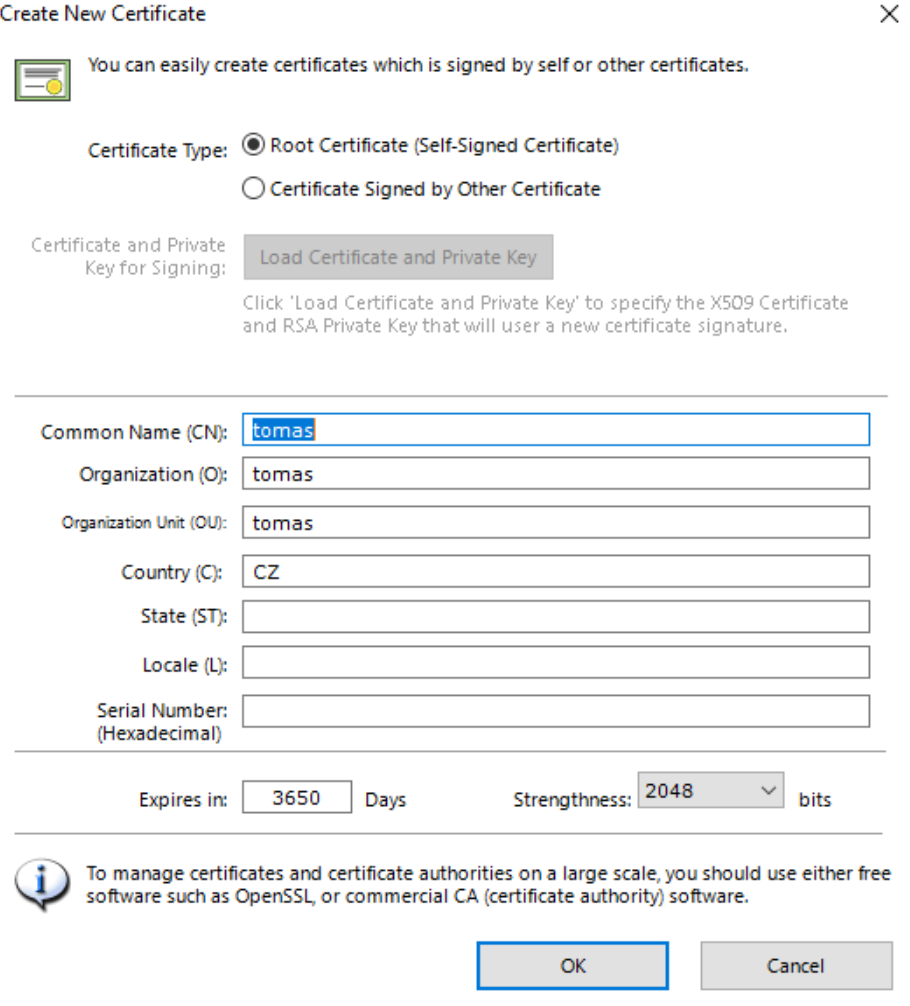 Create New Certificate
You can easily create certificates which is signed by self or other certificates.
Certificate Type:
Root Certificate (Self-Signed Certificate)
Certificate Signed by Other Certificate
Certificate and Private
Key for Signing:
Load Certificate and Private Key
Click 'Load Certificate and Private Key' to specify the X509 Certificate
and RSA Private Key that will user a new certificate signature.
Common Name (CN): tomas
Organization (O): tomas
Organization Unit (OU): tomas
Country (C): CZ
State (ST):
Locale (L):
Serial Number:
(Hexadecimal)
Expires in: 3650 Days Strengthness: 2048 bits
To manage certificates and certificate authorities on a large scale, you should use either free
software such as OpenSSL, or commercial CA (certificate authority) software.
OK Cancel